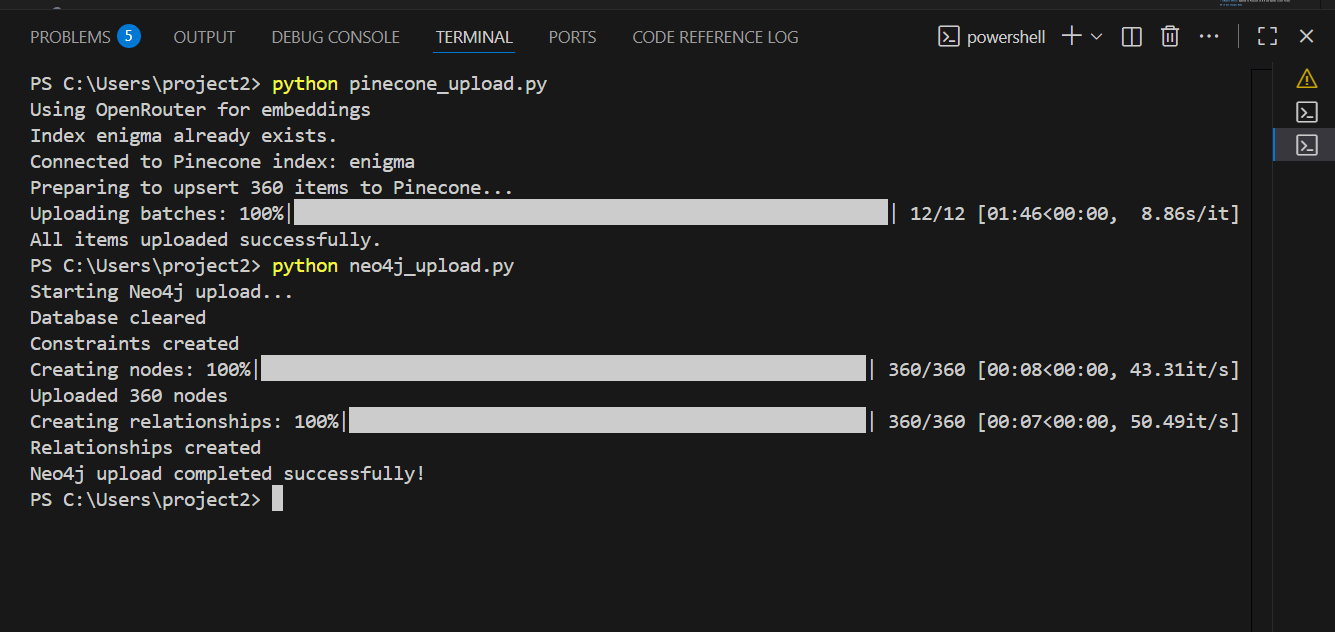 PROBLEMS 5 OUTPUT DEBUG CONSOLE TERMINAL PORTS CODE REFERENCE LOG powershell
PS C:\Users\project2> python pinecone_upload.py
Using OpenRouter for embeddings
Index enigma already exists.
Connected to Pinecone index: enigma
Preparing to upsert 360 items to Pinecone...
Uploading batches: 100%| | 12/12 [01:46<00:00,  8.86s/it]
All items uploaded successfully.
PS C:\Users\project2> python neo4j_upload.py
Starting Neo4j upload...
Database cleared
Constraints created
Creating nodes: 100%| | 360/360 [00:08<00:00, 43.31it/s]
Uploaded 360 nodes
Creating relationships: 100%| | 360/360 [00:07<00:00, 50.49it/s]
Relationships created
Neo4j upload completed successfully!
PS C:\Users\project2>